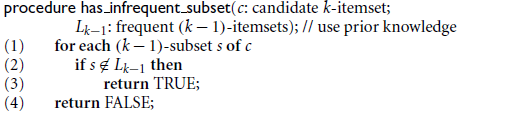 procedure has_infrequent_subset(c: candidate k-itemset;
L_{k−1}: frequent (k − 1)-itemsets); // use prior knowledge
(1) for each (k − 1)-subset s of c
(2) if s ∉ L_{k−1} then
(3) return TRUE;
(4) return FALSE;